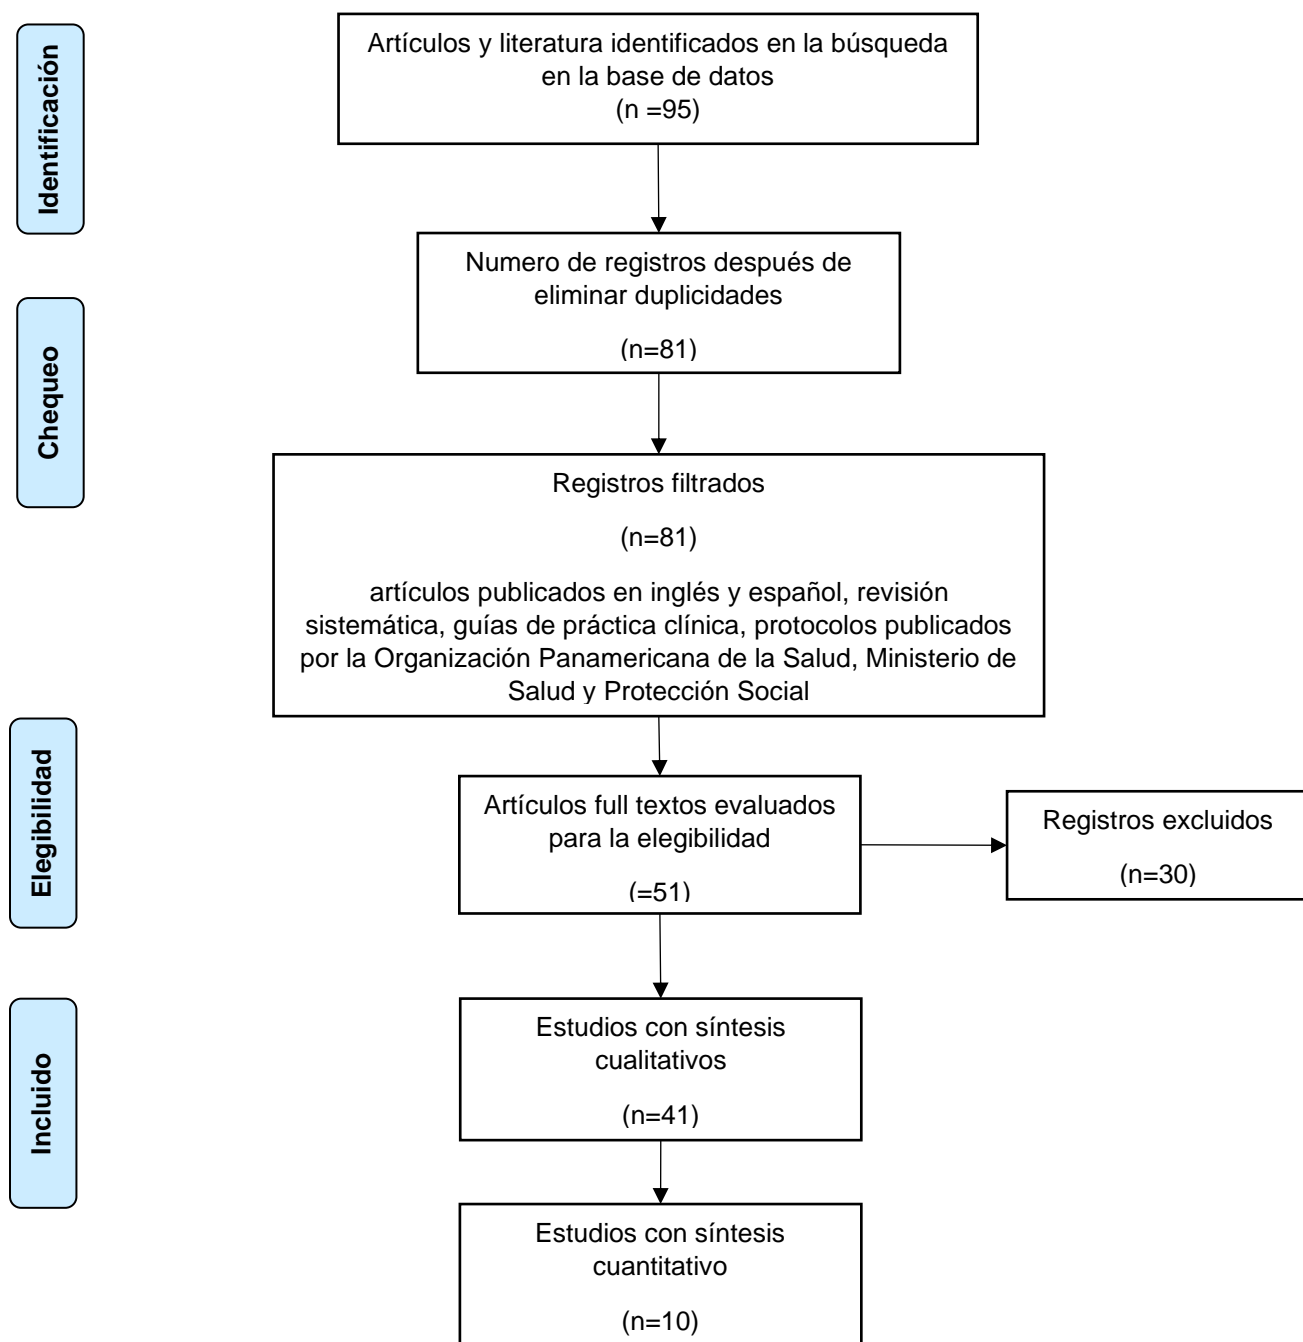 Identificación
Artículos y literatura identificados en la búsqueda
en la base de datos
(n =95)
Numero de registros después de
eliminar duplicidades
(n=81)
Chequeo
Registros filtrados
(n=81)
artículos publicados en inglés y español, revisión
sistemática, guías de práctica clínica, protocolos publicados
por la Organización Panamericana de la Salud, Ministerio de
Salud y Protección Social
Elegibilidad
Artículos full textos evaluados
para la elegibilidad
(=51)
Registros excluidos
(n=30)
Incluido
Estudios con síntesis
cualitativos
(n=41)
Estudios con síntesis
cuantitativo
(n=10)